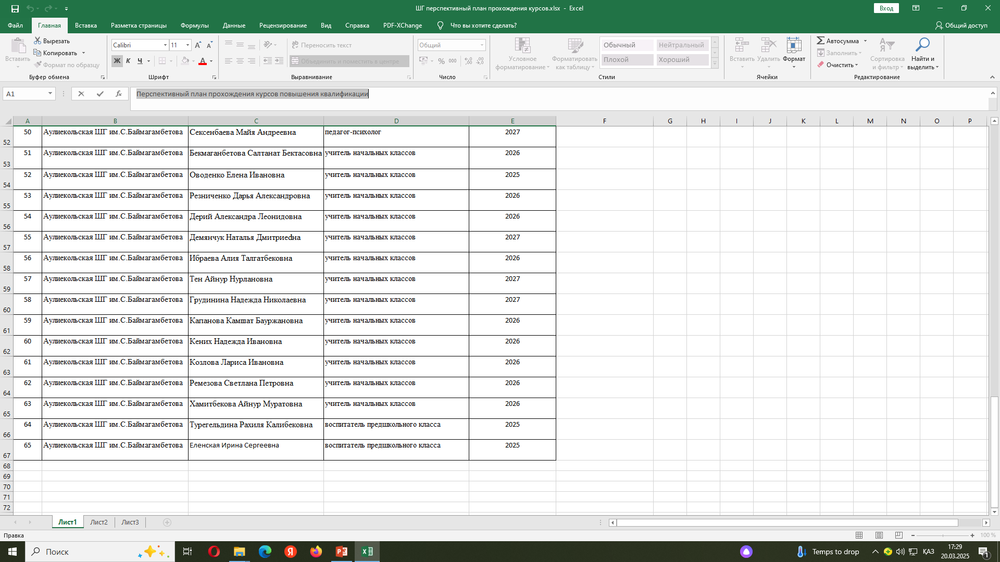 ШГ перспективный план прохождения курсов.xlsx - Excel
Вход
Файл Главная Вставка Разметка страницы Формулы Данные Рецензирование Вид Справка PDF-XChange Что вы хотите сделать? Общий доступ
Вставить
Вырезать
Копировать
Формат по образцу
Буфер обмена
Calibri 11
Ж К Ч
Шрифт
Переносить текст
Объединить и поместить в центре
Выравнивание
Общий
% 000
Число
Условное форматирование
Форматировать как таблицу
Обычный Нейтральный
Плохой Хороший
Стили
Вставить Удалить Формат
Ячейки
Автосумма
Заполнить
Очистить
Сортировка и фильтр
Найти и выделить
Редактирование
A1 fx Перспективный план прохождения курсов повышения квалификации
A B C D E F G H I J K L M N O P
52 50 Аулиекольская ШГ им.С.Баймагамбетова Сексенбаева Майя Андреевна педагог-психолог 2027
53 51 Аулиекольская ШГ им.С.Баймагамбетова Бекмаганбетова Салтанат Бектасовна учитель начальных классов 2026
54 52 Аулиекольская ШГ им.С.Баймагамбетова Оводенко Елена Ивановна учитель начальных классов 2025
55 53 Аулиекольская ШГ им.С.Баймагамбетова Резниченко Дарья Александровна учитель начальных классов 2026
56 54 Аулиекольская ШГ им.С.Баймагамбетова Дерий Александра Леонидовна учитель начальных классов 2026
57 55 Аулиекольская ШГ им.С.Баймагамбетова Демянчук Наталья Дмитриеdна учитель начальных классов 2027
58 56 Аулиекольская ШГ им.С.Баймагамбетова Ибраева Алия Талгатбековна учитель начальных классов 2026
59 57 Аулиекольская ШГ им.С.Баймагамбетова Тен Айнур Нурлановна учитель начальных классов 2027
60 58 Аулиекольская ШГ им.С.Баймагамбетова Грудинина Надежда Николаевна учитель начальных классов 2027
61 59 Аулиекольская ШГ им.С.Баймагамбетова Капанова Камшат Бауржановна учитель начальных классов 2026
62 60 Аулиекольская ШГ им.С.Баймагамбетова Кених Надежда Ивановна учитель начальных классов 2026
63 61 Аулиекольская ШГ им.С.Баймагамбетова Козлова Лариса Ивановна учитель начальных классов 2026
64 62 Аулиекольская ШГ им.С.Баймагамбетова Ремезова Светлана Петровна учитель начальных классов 2026
65 63 Аулиекольская ШГ им.С.Баймагамбетова Хамитбекова Айнур Муратовна учитель начальных классов 2026
66 64 Аулиекольская ШГ им.С.Баймагамбетова Турегельдина Рахиля Калибековна воспитатель предшкольного класса 2025
67 65 Аулиекольская ШГ им.С.Баймагамбетова Еленская Ирина Сергеевна воспитатель предшкольного класса 2025
68
69
70
71
72
Лист1 Лист2 Лист3
Правка 100 %
Поиск
Temps to drop
ҚАЗ
17:29
20.03.2025
1